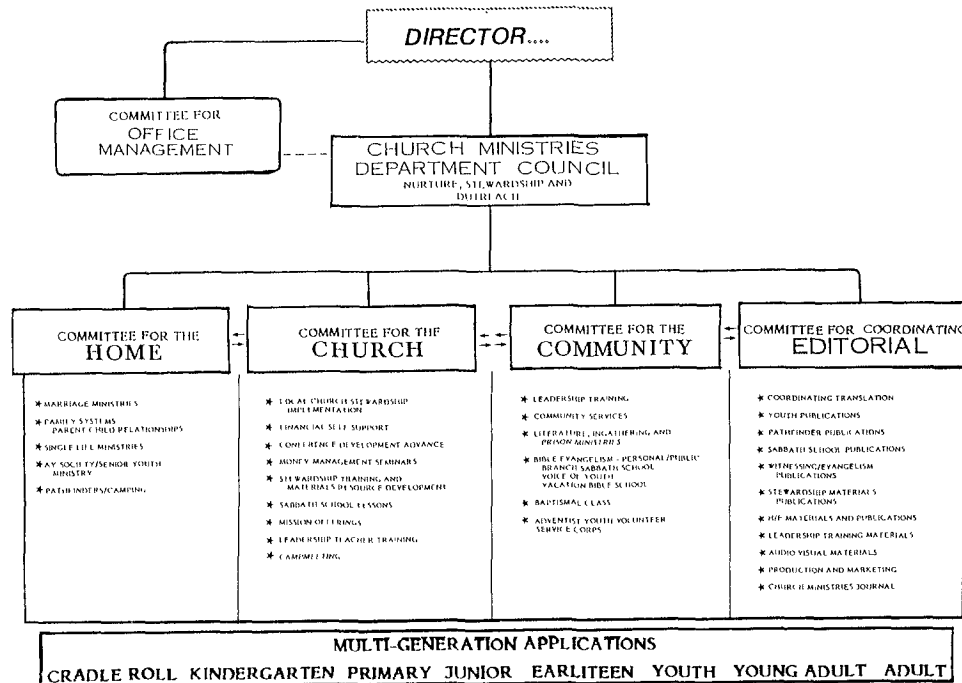 DIRECTOR....
COMMITTEE FOR
OFFICE
MANAGEMENT
CHURCH MINISTRIES
DEPARTMENT COUNCIL
NURTURE, STEWARDSHIP AND
OUTREACH
COMMITTEE FOR THE
HOME
★ MARRIAGE MINISTRIES
★ FAMILY SYSTEMS
PARENT CHILD RELATIONSHIPS
★ SINGLE LIFE MINISTRIES
★ AY SOCIETY/SENIOR YOUTH
MINISTRY
★ PATHFINDERS/CAMPING
COMMITTEE FOR THE
CHURCH
★ LOCAL CHURCH STEWARDSHIP
IMPLEMENTATION
★ FINANCIAL SELF SUPPORT
★ CONFERENCE DEVELOPMENT ADVANCE
★ MONEY MANAGEMENT SEMINARS
★ STEWARDSHIP TRAINING AND
MATERIALS RESOURCE DEVELOPMENT
★ SABBATH SCHOOL LESSONS
★ MISSION OFFERINGS
★ LEADERSHIP TEACHER TRAINING
★ CAMPMEETING
COMMITTEE FOR THE
COMMUNITY
★ LEADERSHIP TRAINING
★ COMMUNITY SERVICES
★ LITERATURE, INGATHERING AND
PRISON MINISTRIES
★ BIBLE EVANGELISM - PERSONAL/PUBLIC
BRANCH SABBATH SCHOOL
VOICE OF YOUTH
VACATION BIBLE SCHOOL
★ BAPTISMAL CLASS
★ ADVENTIST YOUTH VOLUNTEER
SERVICE CORPS
COMMITTEE FOR COORDINATING
EDITORIAL
★ COORDINATING TRANSLATION
★ YOUTH PUBLICATIONS
★ PATHFINDER PUBLICATIONS
★ SABBATH SCHOOL PUBLICATIONS
★ WITNESSING/EVANGELISM
PUBLICATIONS
★ STEWARDSHIP MATERIALS
PUBLICATIONS
★ H/F MATERIALS AND PUBLICATIONS
★ LEADERSHIP TRAINING MATERIALS
★ AUDIO VISUAL MATERIALS
★ PRODUCTION AND MARKETING
★ CHURCH MINISTRIES JOURNAL
MULTI-GENERATION APPLICATIONS
CRADLE ROLL KINDERGARTEN PRIMARY JUNIOR EARLITEEN YOUTH YOUNG ADULT ADULT